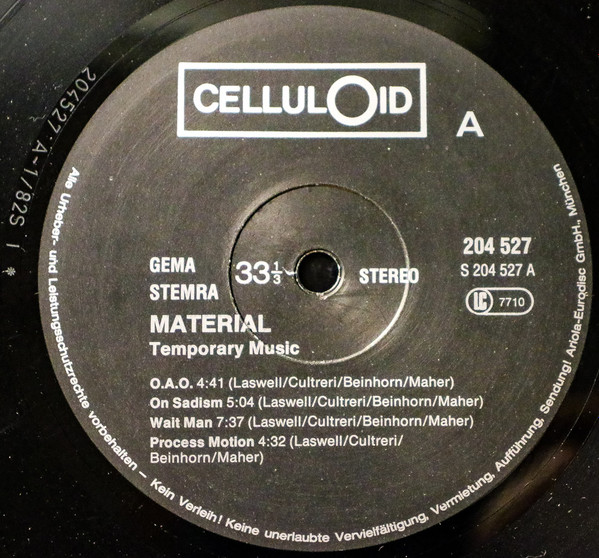 CELLULOID
A
GEMA
STEMRA
33 1/3
STEREO
204 527
S 204 527 A
LC 7710
MATERIAL
Temporary Music
O.A.O. 4:41 (Laswell/Cultreri/Beinhorn/Maher)
On Sadism 5:04 (Laswell/Cultreri/Beinhorn/Maher)
Wait Man 7:37 (Laswell/Cultreri/Beinhorn/Maher)
Process Motion 4:32 (Laswell/Cultreri/
Beinhorn/Maher)
Alle Urheber- und Leistungsschutzrechte vorbehalten – Kein Verleih! Keine unerlaubte Vervielfältigung, Vermietung, Aufführung, Sendung! Ariola-Eurodisc GmbH., München
204527 A-1/82S